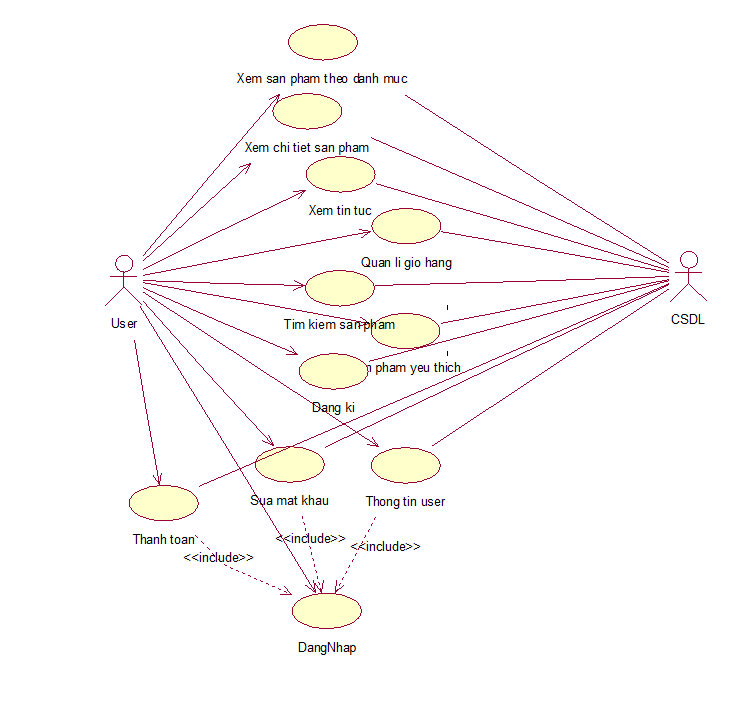 Xem san pham theo danh muc
Xem chi tiet san pham
Xem tin tuc
Quan li gio hang
User
CSDL
Tim kiem san pham
pham yeu thich
Dang ki
Sua mat khau
Thong tin user
Thanh toan
<<include>>
<<include>>
<<include>>
DangNhap